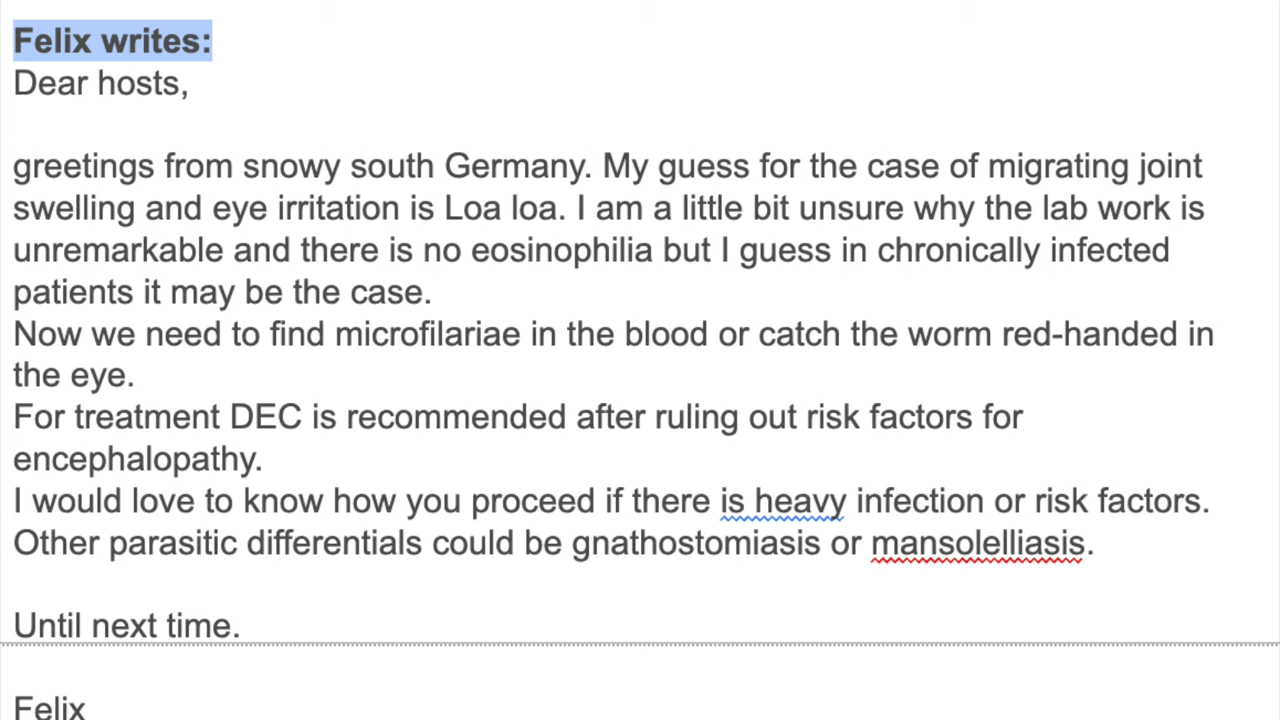 Felix writes:
Dear hosts,
greetings from snowy south Germany. My guess for the case of migrating joint
swelling and eye irritation is Loa loa. I am a little bit unsure why the lab work is
unremarkable and there is no eosinophilia but I guess in chronically infected
patients it may be the case.
Now we need to find microfilariae in the blood or catch the worm red-handed in
the eye.
For treatment DEC is recommended after ruling out risk factors for
encephalopathy.
I would love to know how you proceed if there is heavy infection or risk factors.
Other parasitic differentials could be gnathostomiasis or mansolelliasis.
Until next time.
Felix